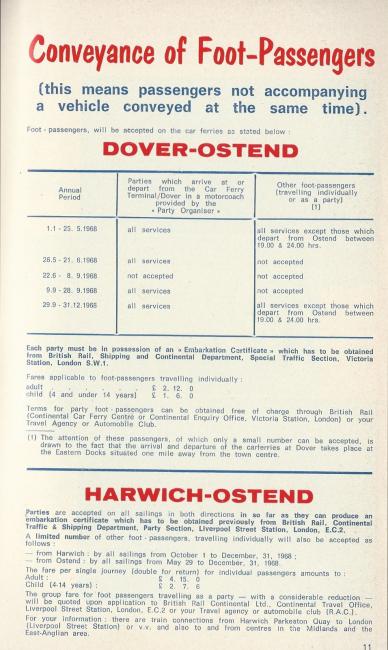 Conveyance of Foot-Passengers
(this means passengers not accompanying
a vehicle conveyed at the same time).
Foot - passengers, will be accepted on the car ferries as stated below :
DOVER-OSTEND
Annual
Period
Parties which arrive at or
depart from the Car Ferry
Terminal/Dover in a motorcoach
provided by the
« Party Organiser »
Other foot-passengers
(travelling individually
or as a party)
(1)
1.1 - 25. 5.1968
all services
all services except those which
depart from Ostend between
19.00 & 24.00 hrs.
26.5 - 21. 6.1968
all services
not accepted
22.6 - 8. 9.1968
not accepted
not accepted
9.9 - 28. 9.1968
all services
not accepted
29.9 - 31.12.1968
all services
all services except those which
depart from Ostend between
19.00 & 24.00 hrs.
Each party must be in possession of an « Embarkation Certificate » which has to be obtained
from British Rail, Shipping and Continental Department, Special Traffic Section, Victoria
Station, London S.W.1.
Fares applicable to foot-passengers travelling individually :
adult . . . . . . . £ 2. 12. 0
child (4 and under 14 years) £ 1. 6. 0
Terms for party foot - passengers can be obtained free of charge through British Rail
(Continental Car Ferry Centre or Continental Enquiry Office, Victoria Station, London) or your
Travel Agency or Automobile Club.
(1) The attention of these passengers, of which only a small number can be accepted, is
drawn to the fact that the arrival and departure of the carferries at Dover takes place at
the Eastern Docks situated one mile away from the town centre.
HARWICH-OSTEND
Parties are accepted on all sailings in both directions in so far as they can produce an
embarkation certificate which has to be obtained previously from British Rail, Continental
Traffic & Shipping Department, Party Section, Liverpool Street Station, London, E.C.2.
A limited number of other foot - passengers, travelling individually will also be accepted as
follows :
— from Harwich : by all sailings from October 1 to December, 31, 1968 ;
— from Ostend : by all sailings from May 29 to December, 31, 1968.
The fare per single journey (double for return) for individual passengers amounts to :
Adult : £ 4. 15. 0
Child (4-14 years) : £ 2. 7. 6
The group fare for foot passengers travelling as a party — with a considerable reduction —
will be quoted upon application to British Rail Continental Ltd., Continental Travel Office,
Liverpool Street Station, London, E.C.2 or your Travel agency or automobile club (R.A.C.).
For your information : there are train connections from Harwich Parkeston Quay to London
(Liverpool Street Station) or v.v. and also to and from centres in the Midlands and the
East-Anglian area.
11